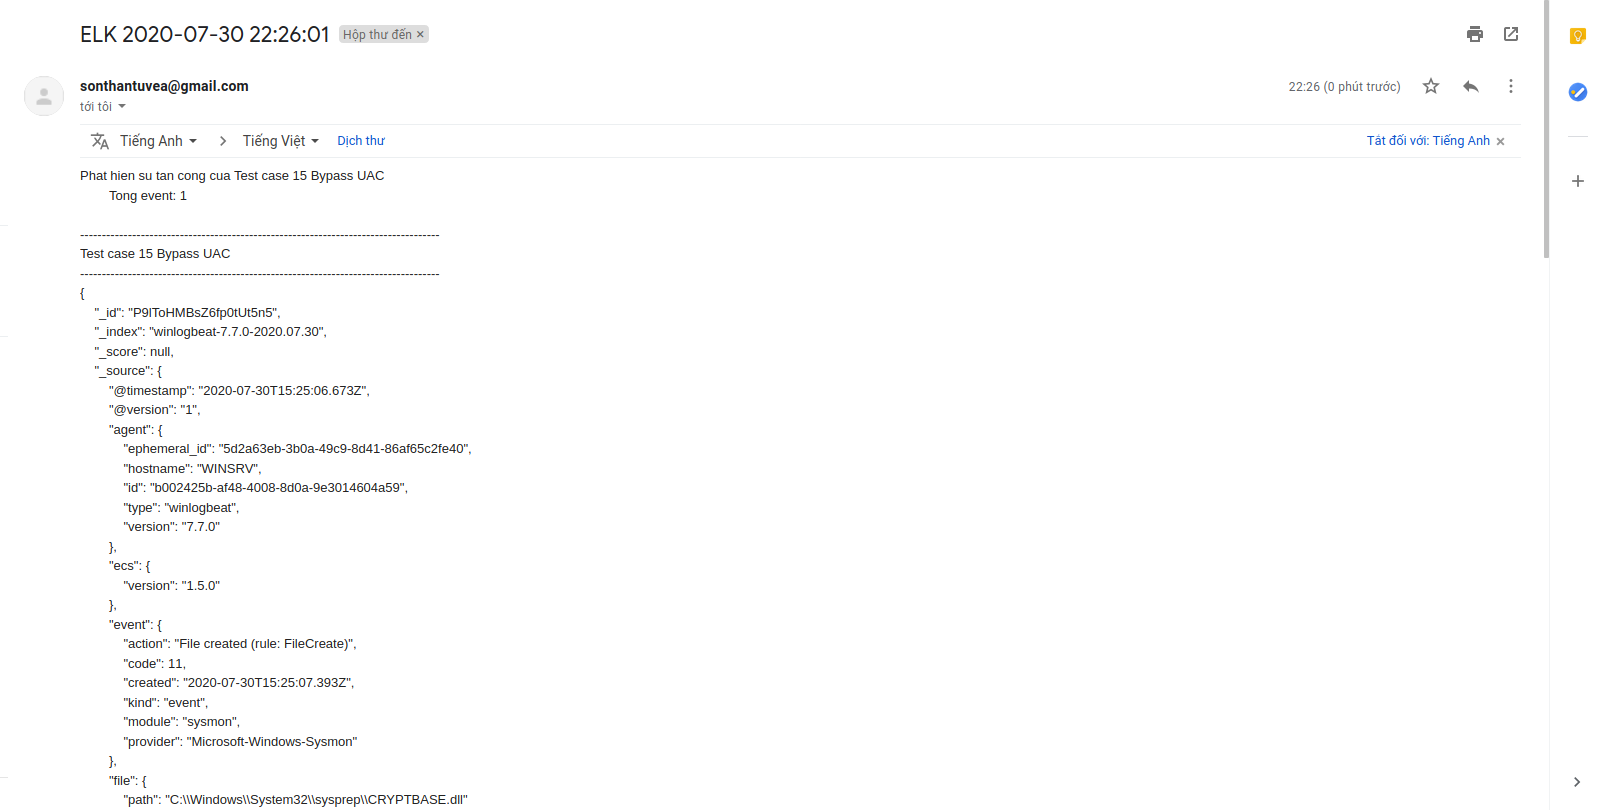 ELK 2020-07-30 22:26:01 Hộp thư đến ×
sonthantuvea@gmail.com 22:26 (0 phút trước)
tới tôi
Tiếng Anh > Tiếng Việt Dịch thư Tắt đối với: Tiếng Anh ×
Phat hien su tan cong cua Test case 15 Bypass UAC
Tong event: 1
-----------------------------------------------------------------------------------
Test case 15 Bypass UAC
-----------------------------------------------------------------------------------
{
"_id": "P9lToHMBsZ6fp0tUt5n5",
"_index": "winlogbeat-7.7.0-2020.07.30",
"_score": null,
"_source": {
"@timestamp": "2020-07-30T15:25:06.673Z",
"@version": "1",
"agent": {
"ephemeral_id": "5d2a63eb-3b0a-49c9-8d41-86af65c2fe40",
"hostname": "WINSRV",
"id": "b002425b-af48-4008-8d0a-9e3014604a59",
"type": "winlogbeat",
"version": "7.7.0"
},
"ecs": {
"version": "1.5.0"
},
"event": {
"action": "File created (rule: FileCreate)",
"code": 11,
"created": "2020-07-30T15:25:07.393Z",
"kind": "event",
"module": "sysmon",
"provider": "Microsoft-Windows-Sysmon"
},
"file": {
"path": "C:\\Windows\\System32\\sysprep\\CRYPTBASE.dll"